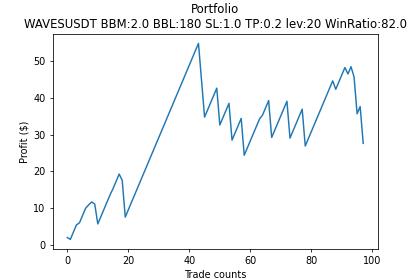 Portfolio
WAVESUSDT BBM:2.0 BBL:180 SL:1.0 TP:0.2 lev:20 WinRatio:82.0
50
40
30
20
10
0
Profit ($)
0 20 40 60 80 100
Trade counts